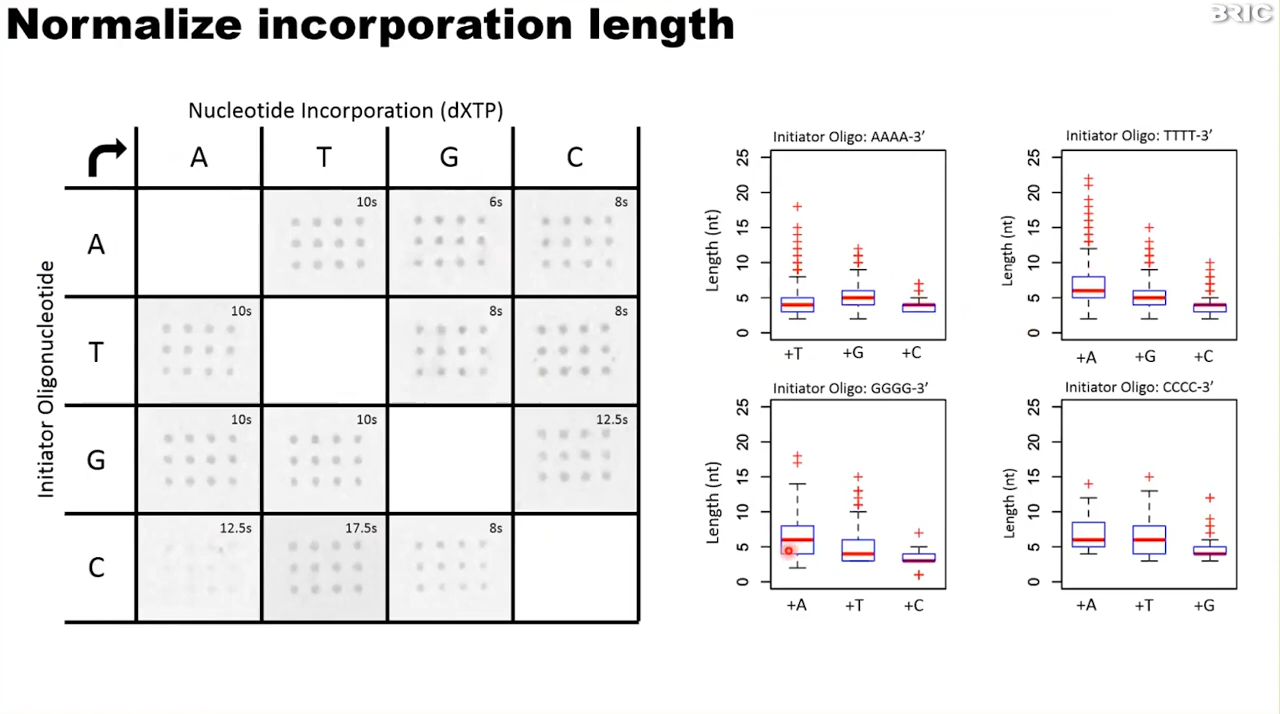 BRIC
Normalize incorporation length
Nucleotide Incorporation (dXTP)
A T G C
Initiator Oligonucleotide
A 10s 6s 8s
T 10s 8s 8s
G 10s 10s 12.5s
C 12.5s 17.5s 8s
Initiator Oligo: AAAA-3’
Length (nt)
25
20
15
10
5
0
+T +G +C
Initiator Oligo: TTTT-3’
Length (nt)
25
20
15
10
5
0
+A +G +C
Initiator Oligo: GGGG-3’
Length (nt)
25
20
15
10
5
0
+A +T +C
Initiator Oligo: CCCC-3’
Length (nt)
25
20
15
10
5
0
+A +T +G